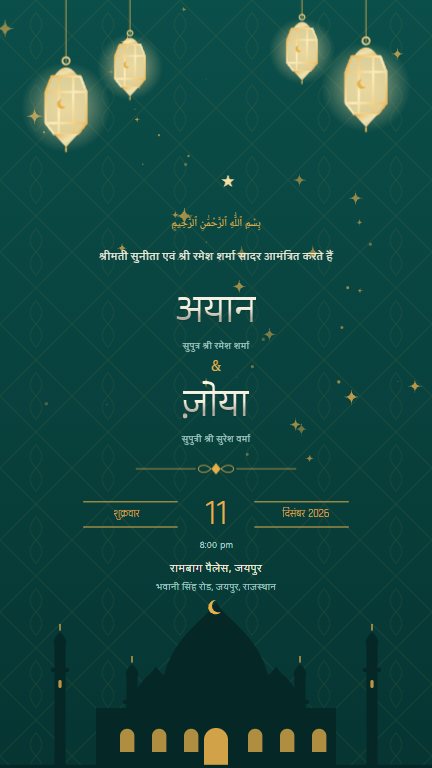 بِسْمِ اللَّهِ الرَّحْمَٰنِ الرَّحِيمِ
श्रीमती सुनीता एवं श्री रमेश शर्मा सादर आमंत्रित करते हैं
अयान
सुपुत्र श्री रमेश शर्मा
&
ज़ोया
सुपुत्री श्री सुरेश वर्मा
शुक्रवार 11 दिसंबर 2026
8:00 pm
रामबाग पैलेस, जयपुर
भवानी सिंह रोड, जयपुर, राजस्थान